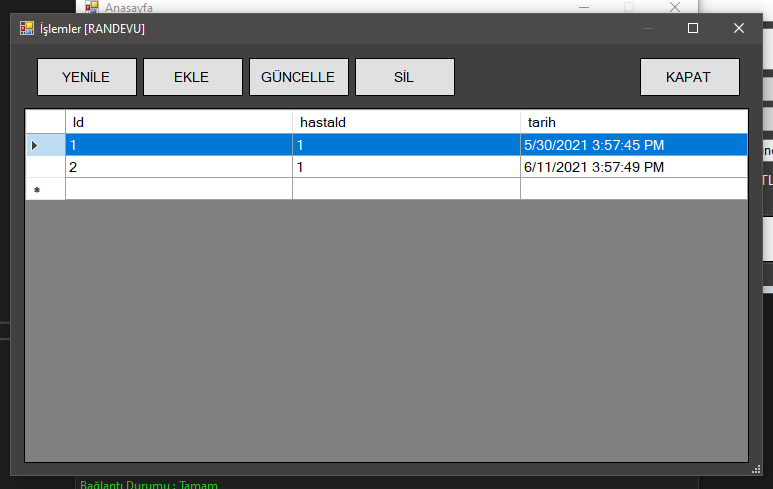 Anasayfa
İşlemler [RANDEVU]
YENİLE EKLE GÜNCELLE SİL KAPAT
Id hastaId tarih
1 1 5/30/2021 3:57:45 PM
2 1 6/11/2021 3:57:49 PM
Bağlantı Durumu : Tamam